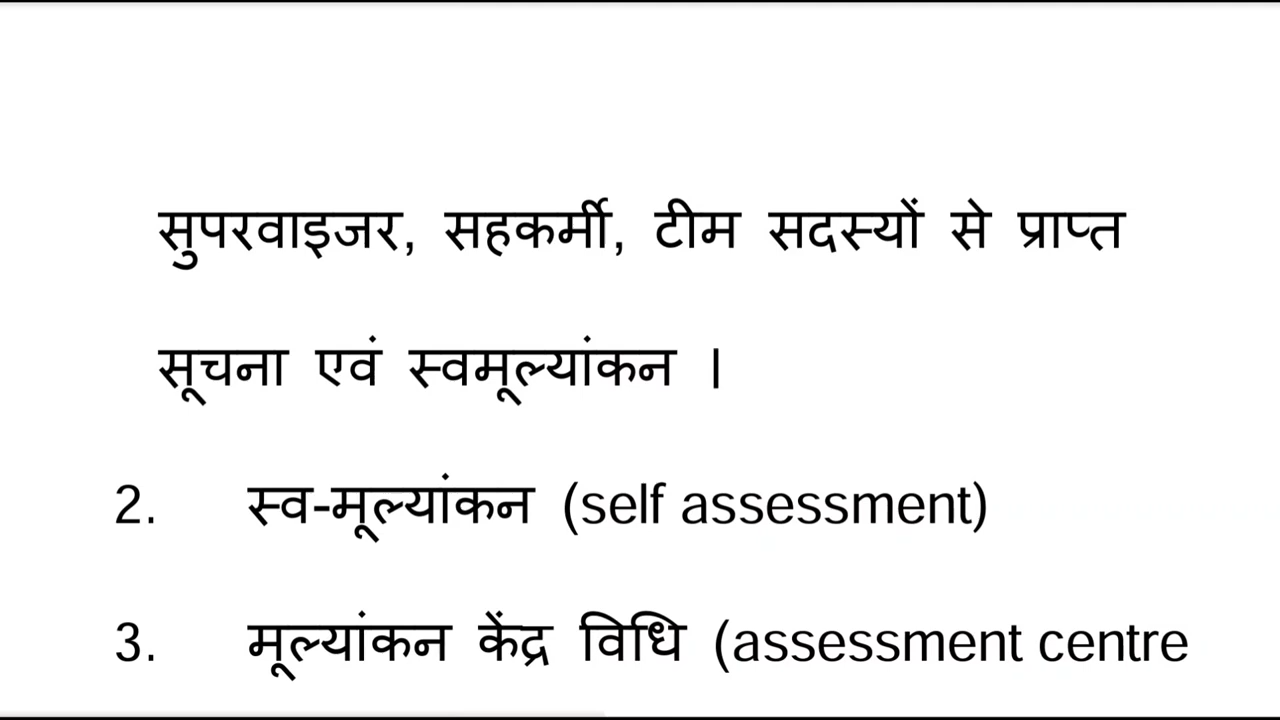 सुपरवाइजर, सहकर्मी, टीम सदस्यों से प्राप्त
सूचना एवं स्वमूल्यांकन ।
2. स्व-मूल्यांकन (self assessment)
3. मूल्यांकन केंद्र विधि (assessment centre